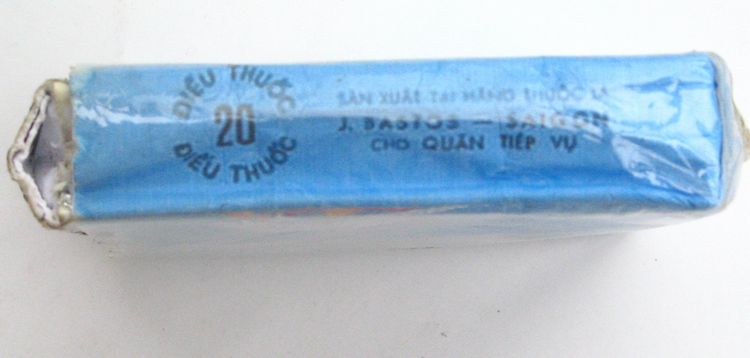 ĐIẾU THUỐC
20
ĐIẾU THUỐC
SẢN XUẤT TẠI HÃNG THUỐC LÁ
J. BASTOS — SAIGON
CHO QUÂN TIẾP VỤ